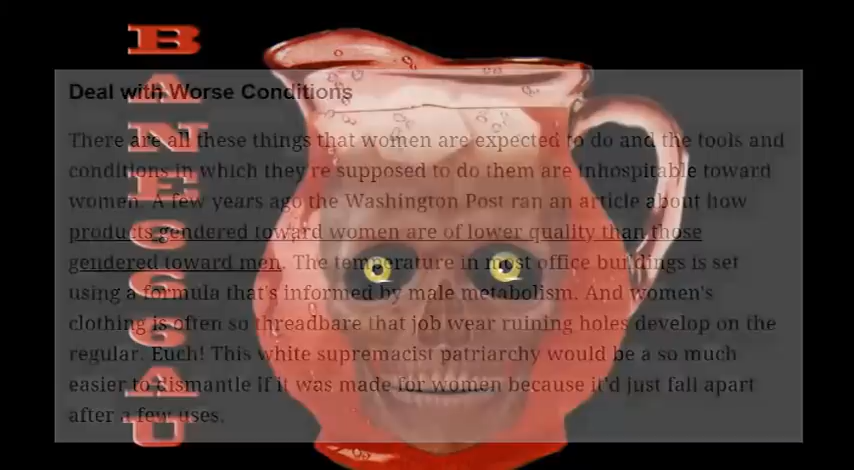 BANE666AU
Deal with Worse Conditions
There are all these things that women are expected to do and the tools and
conditions in which they're supposed to do them are inhospitable toward
women. A few years ago the Washington Post ran an article about how
products gendered toward women are of lower quality than those
gendered toward men. The temperature in most office buildings is set
using a formula that's informed by male metabolism. And women's
clothing is often so threadbare that job wear ruining holes develop on the
regular. Euch! This white supremacist patriarchy would be a so much
easier to dismantle if it was made for women because it'd just fall apart
after a few uses.